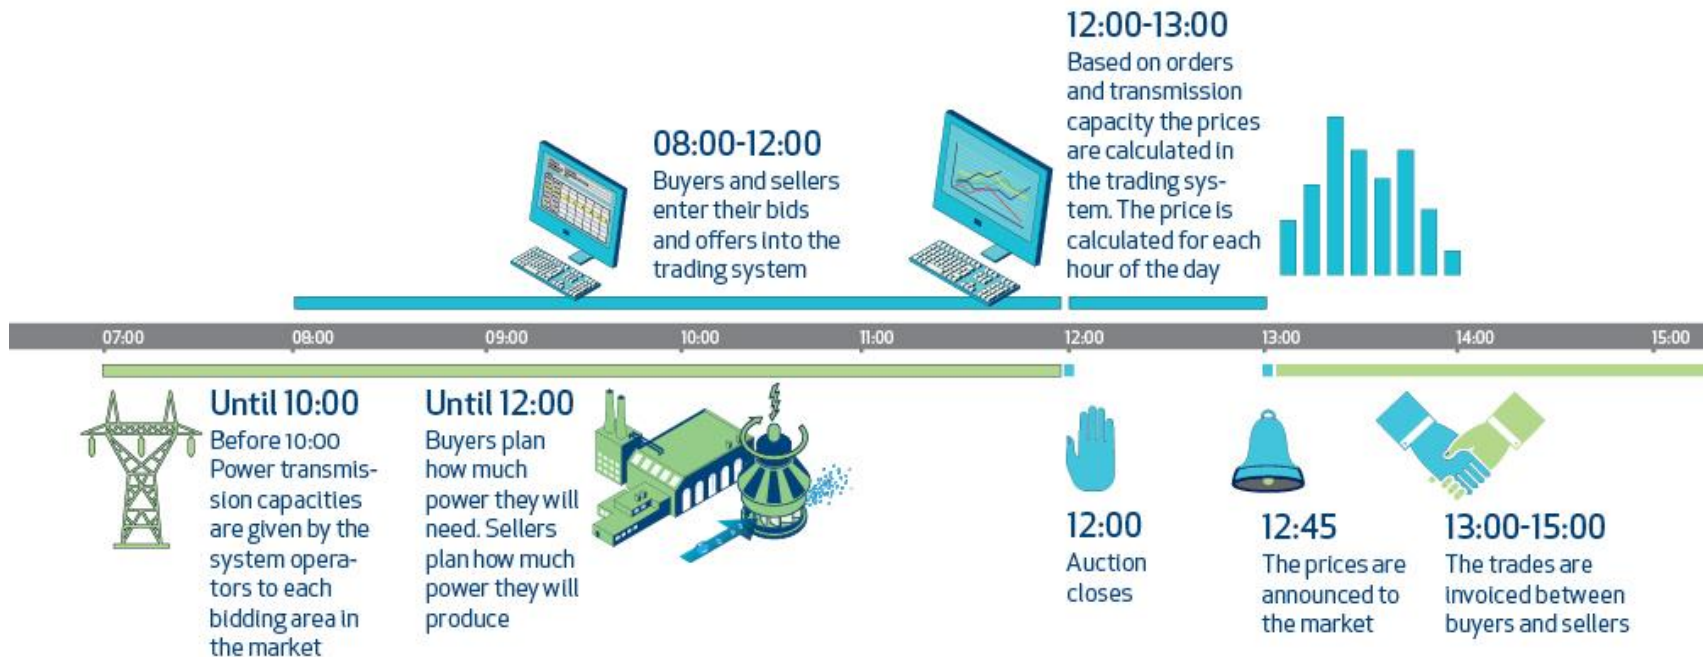 12:00-13:00
Based on orders
and transmission
capacity the prices
are calculated in
the trading sys-
tem. The price is
calculated for each
hour of the day
08:00-12:00
Buyers and sellers
enter their bids
and offers into the
trading system
07:00
08:00
09:00
10:00
11:00
12:00
13:00
14:00
15:00
Until 10:00
Before 10:00
Power transmis-
sion capacities
are given by the
system opera-
tors to each
bidding area in
the market
Until 12:00
Buyers plan
how much
power they will
need. Sellers
plan how much
power they will
produce
12:00
Auction
closes
12:45
The prices are
announced to
the market
13:00-15:00
The trades are
invoiced between
buyers and sellers